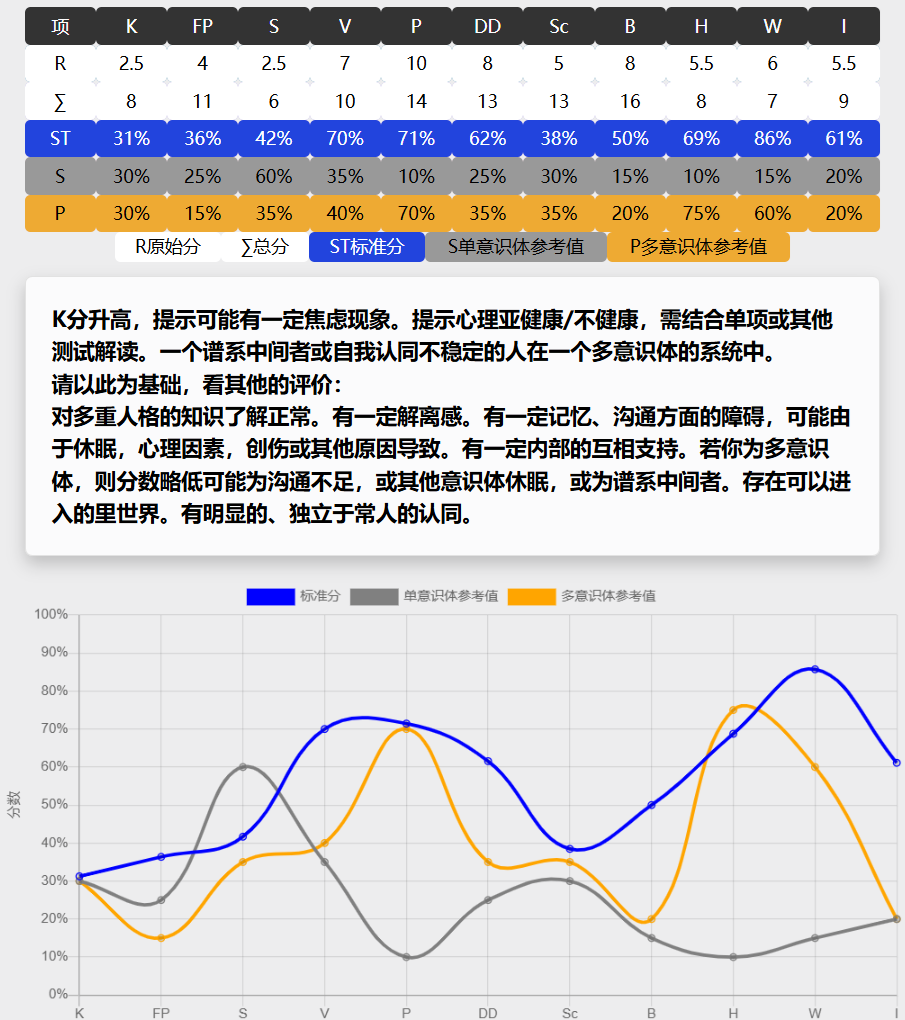 项 K FP S V P DD Sc B H W I
R 2.5 4 2.5 7 10 8 5 8 5.5 6 5.5
∑ 8 11 6 10 14 13 13 16 8 7 9
ST 31% 36% 42% 70% 71% 62% 38% 50% 69% 86% 61%
S 30% 25% 60% 35% 10% 25% 30% 15% 10% 15% 20%
P 30% 15% 35% 40% 70% 35% 35% 20% 75% 60% 20%
R原始分 ∑总分 ST标准分 S单意识体参考值 P多意识体参考值
K分升高，提示可能有一定焦虑现象。提示心理亚健康/不健康，需结合单项或其他
测试解读。一个谱系中间者或自我认同不稳定的人在一个多意识体的系统中。
请以此为基础，看其他的评价：
对多重人格的知识了解正常。有一定解离感。有一定记忆、沟通方面的障碍，可能由
于休眠，心理因素，创伤或其他原因导致。有一定内部的互相支持。若你为多意识
体，则分数略低可能为沟通不足，或其他意识体休眠，或为谱系中间者。存在可以进
入的里世界。有明显的、独立于常人的认同。
标准分 单意识体参考值 多意识体参考值
100%
90%
80%
70%
60%
50%
40%
30%
20%
10%
0%
分数
K FP S V P DD Sc B H W I